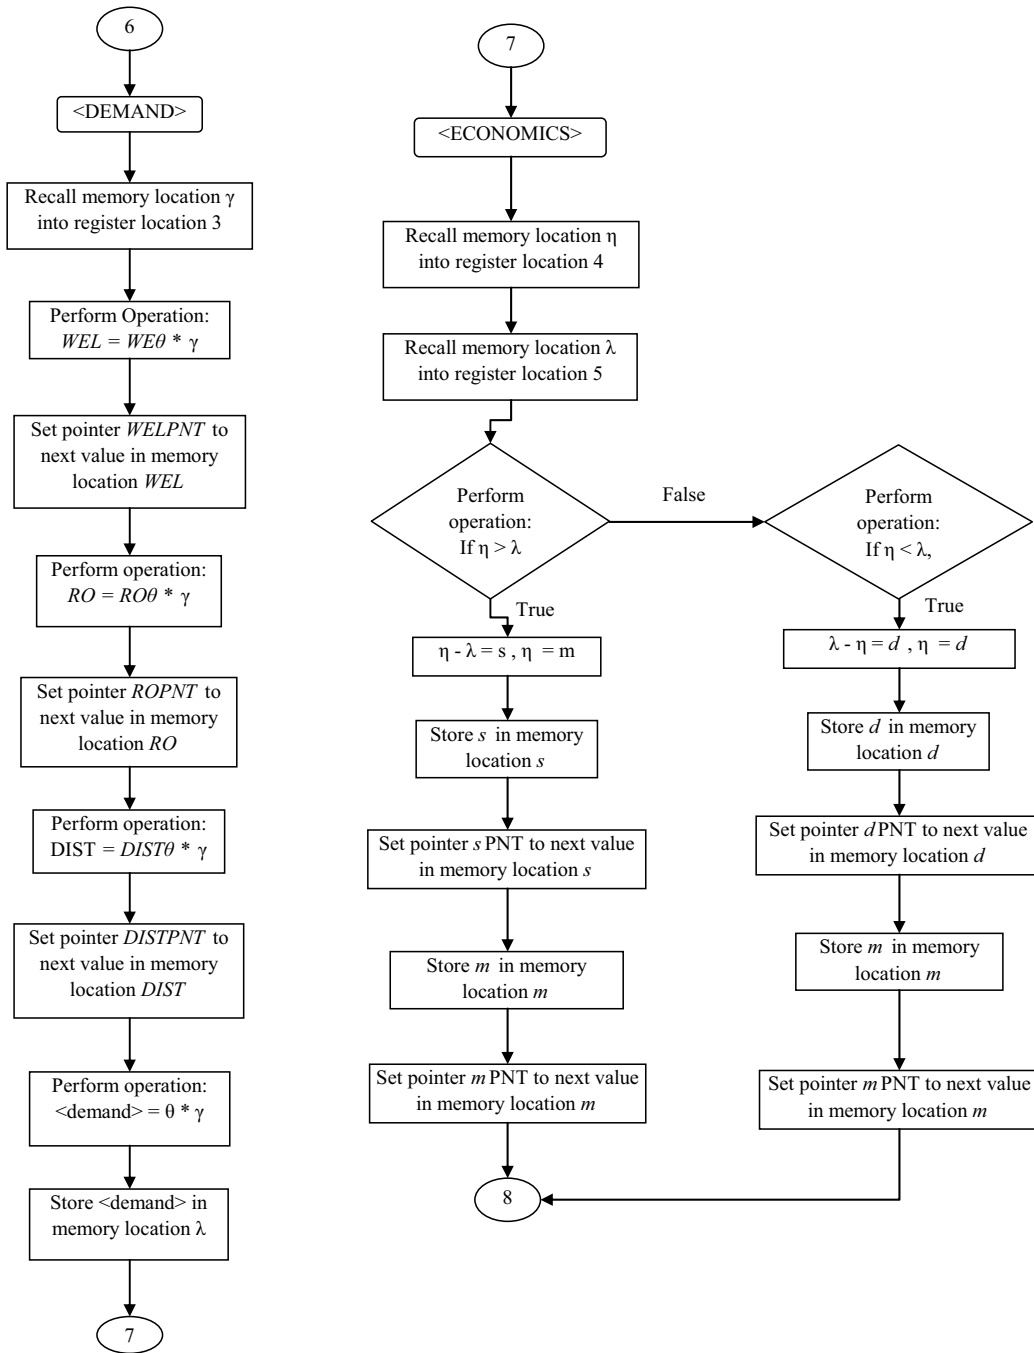 6
<DEMAND>
Recall memory location γ
into register location 3
Perform Operation:
WEL = WEθ * γ
Set pointer WELPNT to
next value in memory
location WEL
Perform operation:
RO = ROθ * γ
Set pointer ROPNT to
next value in memory
location RO
Perform operation:
DIST = DISTθ * γ
Set pointer DISTPNT to
next value in memory
location DIST
Perform operation:
<demand> = θ * γ
Store <demand> in
memory location λ
7
7
<ECONOMICS>
Recall memory location η
into register location 4
Recall memory location λ
into register location 5
Perform
operation:
If η > λ
False
True
η - λ = s , η = m
Store s in memory
location s
Set pointer s PNT to next value
in memory location s
Store m in memory
location m
Set pointer m PNT to next value
in memory location m
8
Perform
operation:
If η < λ,
True
λ - η = d , η = d
Store d in memory
location d
Set pointer d PNT to next value
in memory location d
Store m in memory
location m
Set pointer m PNT to next value
in memory location m